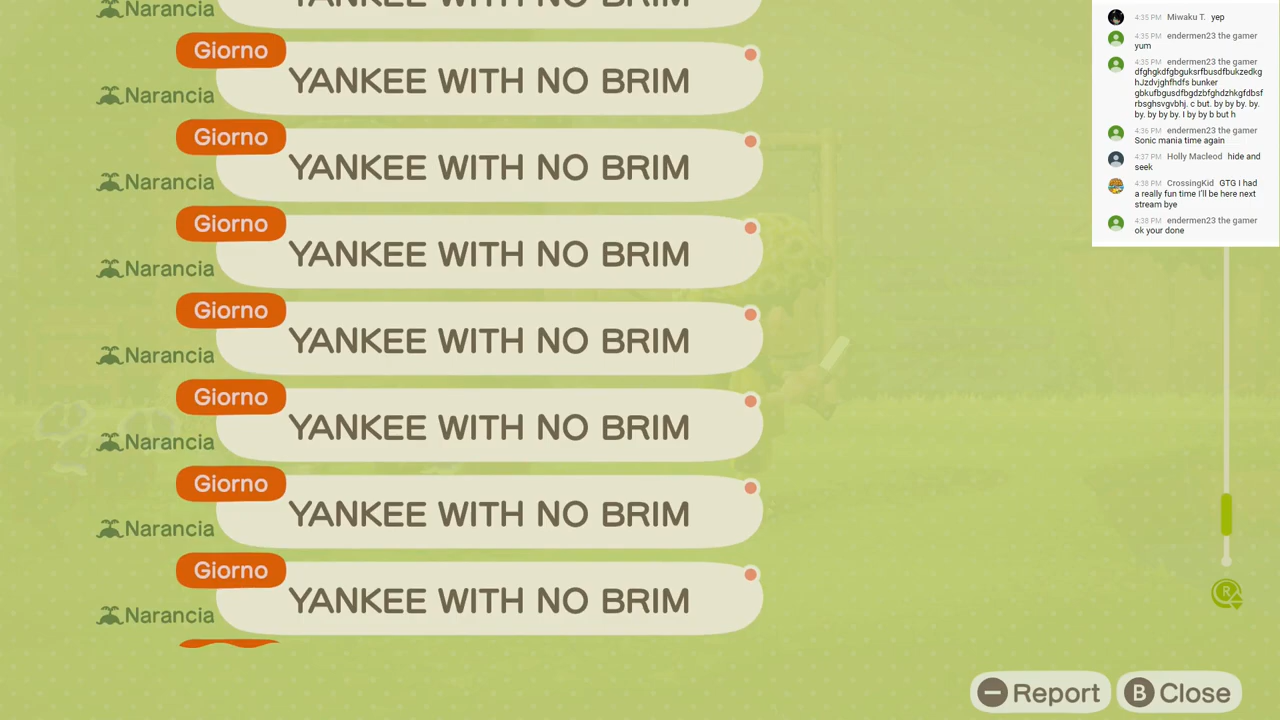 Narancia
YANKEE WITH NO BRIM
Giorno
YANKEE WITH NO BRIM
Narancia
Giorno
YANKEE WITH NO BRIM
Narancia
Giorno
YANKEE WITH NO BRIM
Narancia
Giorno
YANKEE WITH NO BRIM
Narancia
Giorno
YANKEE WITH NO BRIM
Narancia
Giorno
YANKEE WITH NO BRIM
Narancia
Giorno
YANKEE WITH NO BRIM
Narancia
4:35 PM Miwaku T. yep
4:35 PM endermen23 the gamer
yum
4:35 PM endermen23 the gamer
dfghgkdfgbguksrfbusdfbukzedkg
hJzdvjghfhdfs bunker
gbkufbgusdfbgdzbfghdzhkgfdbsf
rbsghsvgvbhj. c but. by by by. by.
by. by by by. I by by b but h
4:36 PM endermen23 the gamer
Sonic mania time again
4:37 PM Holly Macleod hide and
seek
4:38 PM CrossingKid GTG I had
a really fun time I'll be here next
stream bye
4:38 PM endermen23 the gamer
ok your done
R
Report
B Close